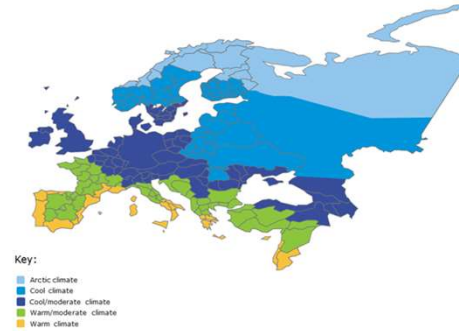 Key:
Arctic climate
Cool climate
Cool/moderate climate
Warm/moderate climate
Warm climate